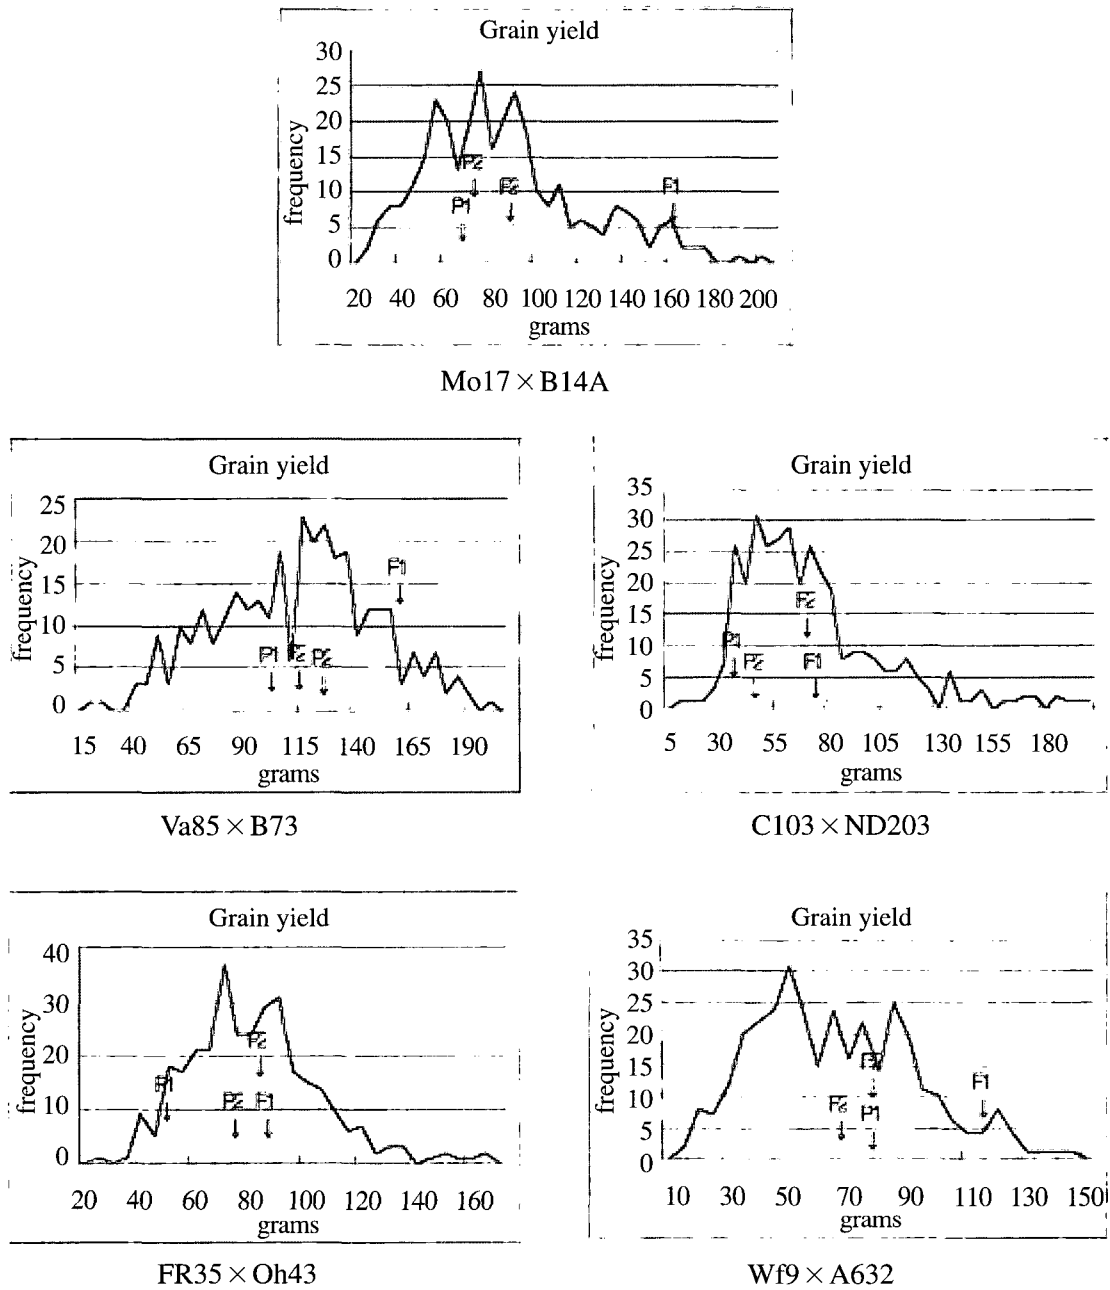 Grain yield
30
25
20
15
10
5
0
frequency
P2
F2
F1
P1
20 40 60 80 100 120 140 160 180 200
grams
Mo17×B14A
Grain yield
25
20
15
10
5
0
frequency
F1
P1
P2
15 40 65 90 115 140 165 190
grams
Va85×B73
Grain yield
35
30
25
20
15
10
5
0
frequency
F2
P1
P2
F1
5 30 55 80 105 130 155 180
grams
C103×ND203
Grain yield
40
30
20
10
0
frequency
F2
P1
P2
F1
20 40 60 80 100 120 140 160
grams
FR35×Oh43
Grain yield
35
30
25
20
15
10
5
0
frequency
F1
F2
P1
10 30 50 70 90 110 130 150
grams
Wf9×A632